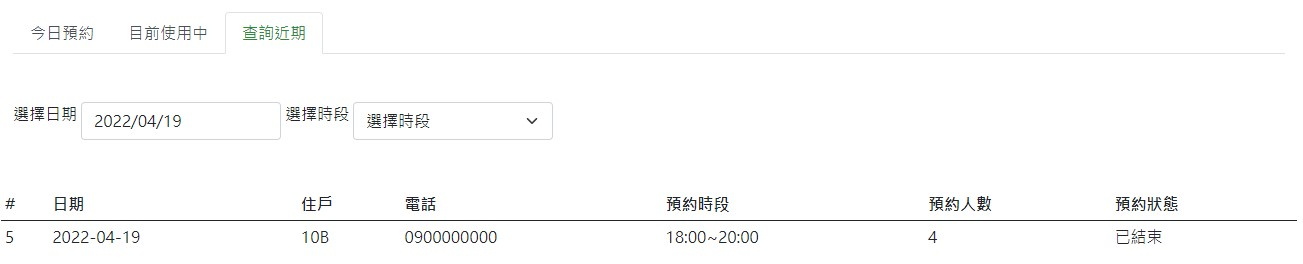 今日預約 目前使用中 查詢近期
選擇日期 2022/04/19 選擇時段 選擇時段
# 日期 住戶 電話 預約時段 預約人數 預約狀態
5 2022-04-19 10B 0900000000 18:00~20:00 4 已結束